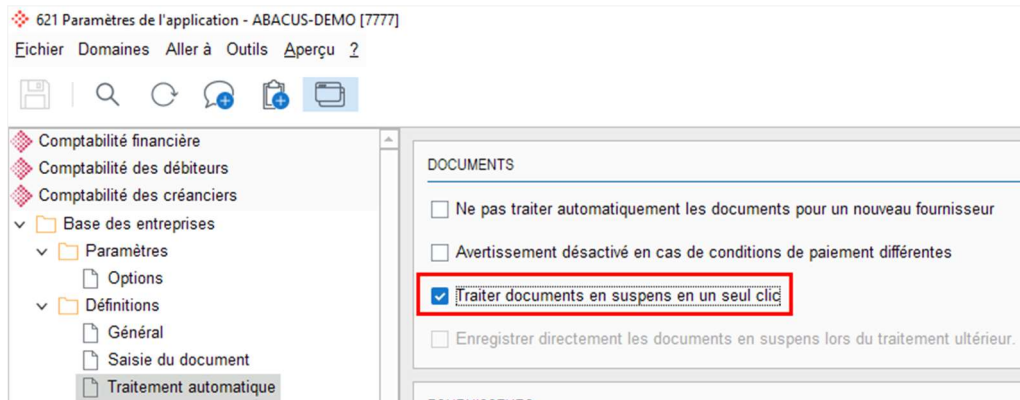 621 Paramètres de l'application - ABACUS-DEMO [7777]
Fichier Domaines Aller à Outils Aperçu ?
Comptabilité financière
Comptabilité des débiteurs
Comptabilité des créanciers
Base des entreprises
Paramètres
Options
Définitions
Général
Saisie du document
Traitement automatique
DOCUMENTS
Ne pas traiter automatiquement les documents pour un nouveau fournisseur
Avertissement désactivé en cas de conditions de paiement différentes
Traiter documents en suspens en un seul clic
Enregistrer directement les documents en suspens lors du traitement ultérieur.